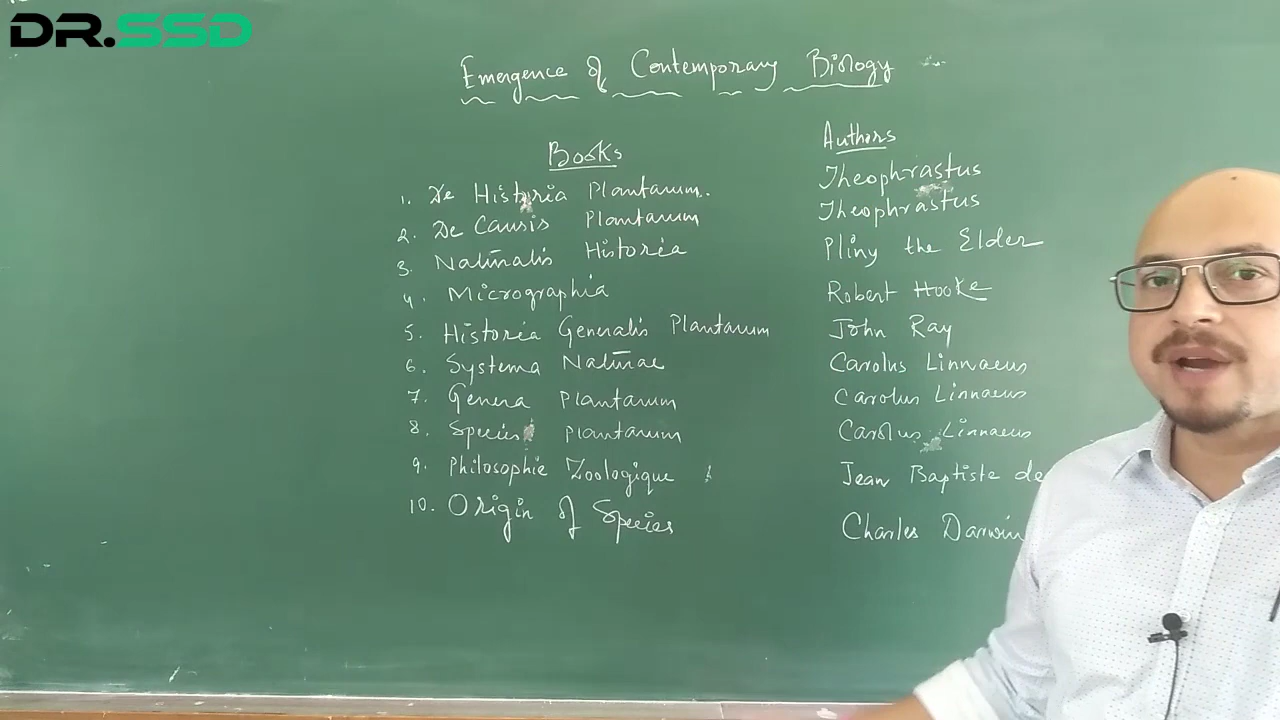 DR.SSD
Emergence of Contemporary Biology
Books Authors
1. De Historia Plantarum. Theophrastus
2. De Causis Plantarum Theophrastus
3 Naturalis Historia Pliny the Elder
4. Micrographia Robert Hooke
5. Historia Generalis Plantarum John Ray
6. Systema Naturae Carolus Linnaeus
7. Genera Plantarum Carolus Linnaeus
8. Species Plantarum Carolus Linnaeus
9. Philosophie Zoologique Jean Baptiste de
10. Origin of Species Charles Darwin